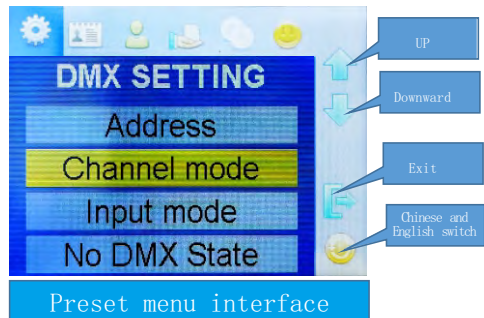 DMX SETTING
Address
Channel mode
Input mode
No DMX State
UP
Downward
Exit
Chinese and
English switch
Preset menu interface